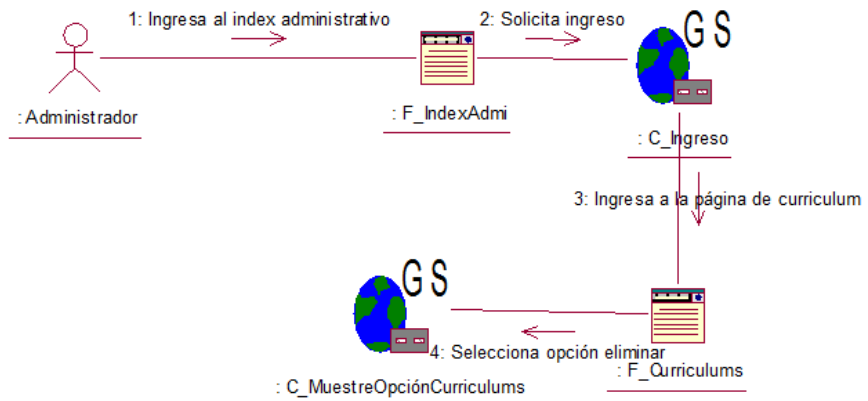 1: Ingresa al index administrativo
2: Solicita ingreso
GS
: Administrador
: F_IndexAdmi
: C_Ingreso
3: Ingresa a la página de curriculum
GS
4: Selecciona opción eliminar
: F_Curriculums
: C_MuestreOpciónCurriculums